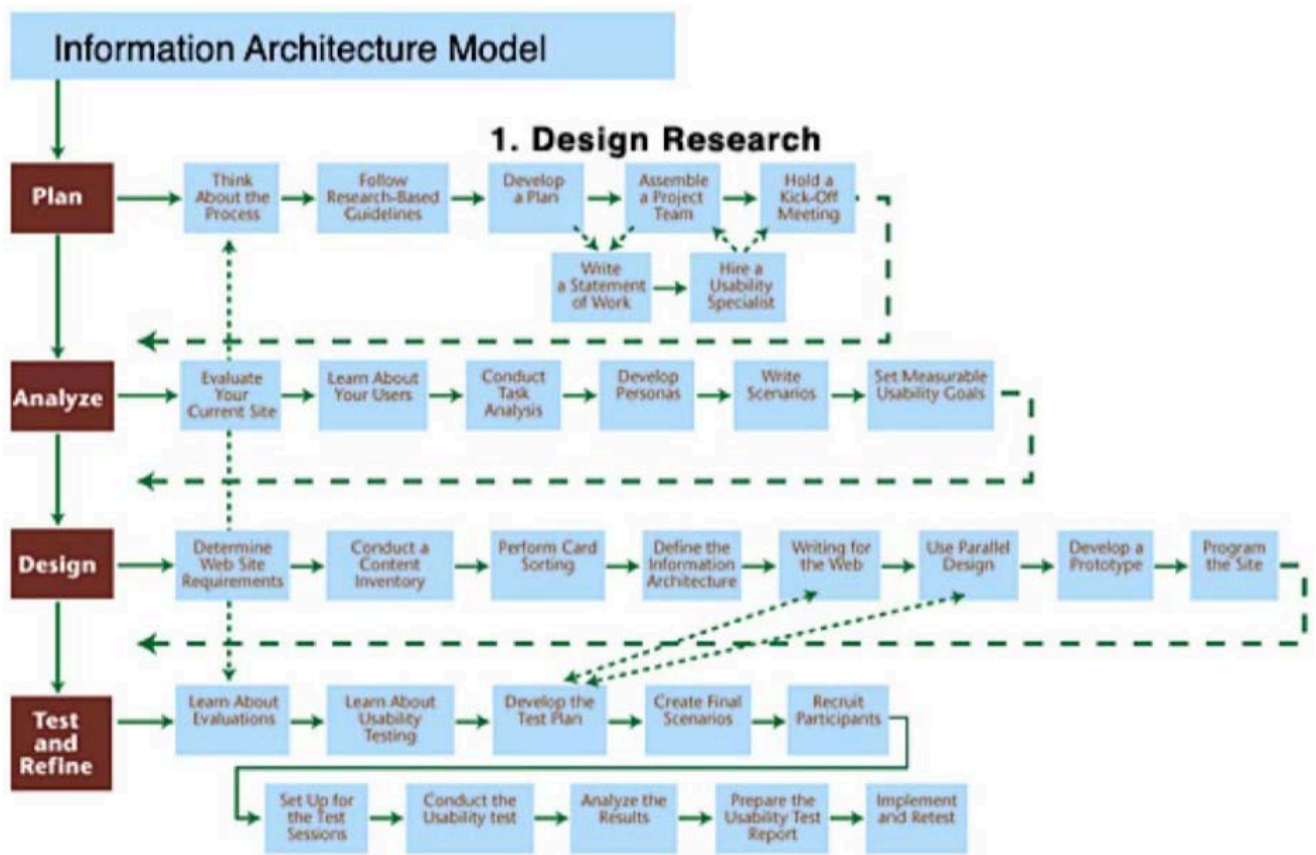 Information Architecture Model
1. Design Research
Plan
Think
About the
Process
Follow
Research-Based
Guidelines
Develop
a Plan
Assemble
a Project
Team
Hold a
Kick-Off
Meeting
Write
a Statement
of Work
Hire a
Usability
Specialist
Analyze
Evaluate
Your
Current Site
Learn About
Your Users
Conduct
Task
Analysis
Develop
Personas
Write
Scenarios
Set Measurable
Usability Goals
Design
Determine
Web Site
Requirements
Conduct a
Content
Inventory
Perform Card
Sorting
Define the
Information
Architecture
Writing for
the Web
Use Parallel
Design
Develop a
Prototype
Program
the Site
Test
and
Refine
Learn About
Evaluations
Learn About
Usability
Testing
Develop the
Test Plan
Create Final
Scenarios
Recruit
Participants
Set Up for
the Test
Sessions
Conduct the
Usability test
Analyze the
Results
Prepare the
Usability Test
Report
Implement
and Retest